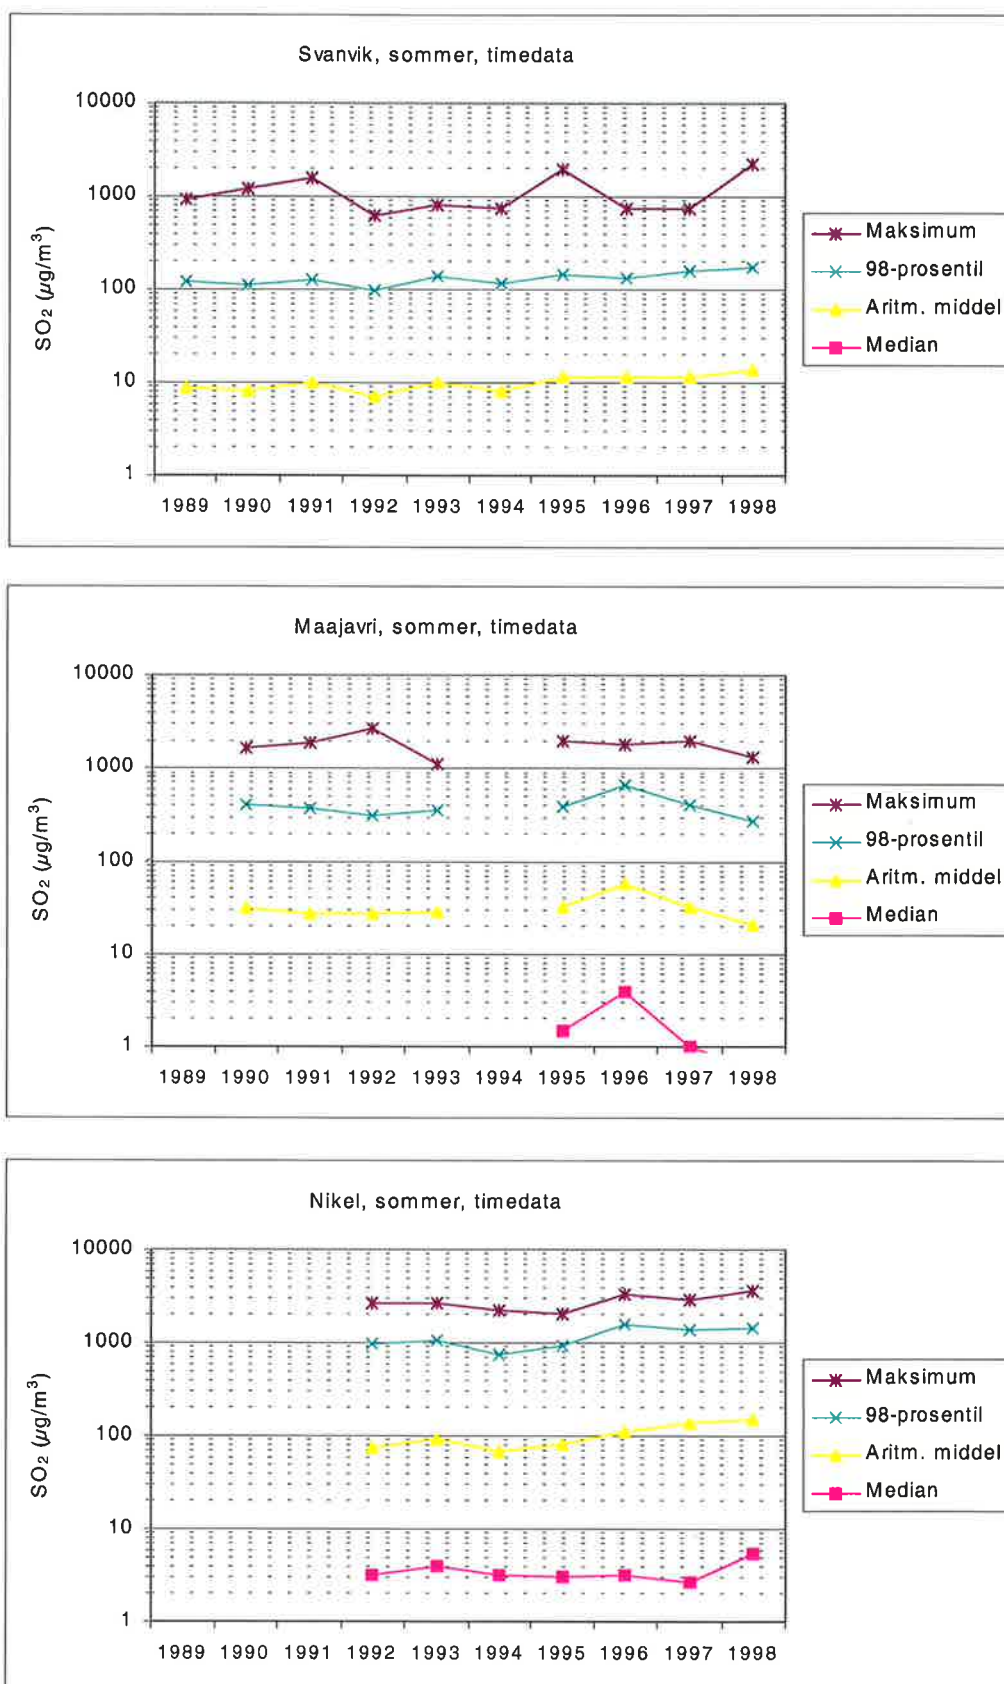 Svanvik, sommer, timedata
SO₂ (µg/m³)
10000
1000
100
10
1
1989 1990 1991 1992 1993 1994 1995 1996 1997 1998
Maksimum
98-prosentil
Aritm. middel
Median
Maajavri, sommer, timedata
SO₂ (µg/m³)
10000
1000
100
10
1
1989 1990 1991 1992 1993 1994 1995 1996 1997 1998
Maksimum
98-prosentil
Aritm. middel
Median
Nikel, sommer, timedata
SO₂ (µg/m³)
10000
1000
100
10
1
1989 1990 1991 1992 1993 1994 1995 1996 1997 1998
Maksimum
98-prosentil
Aritm. middel
Median